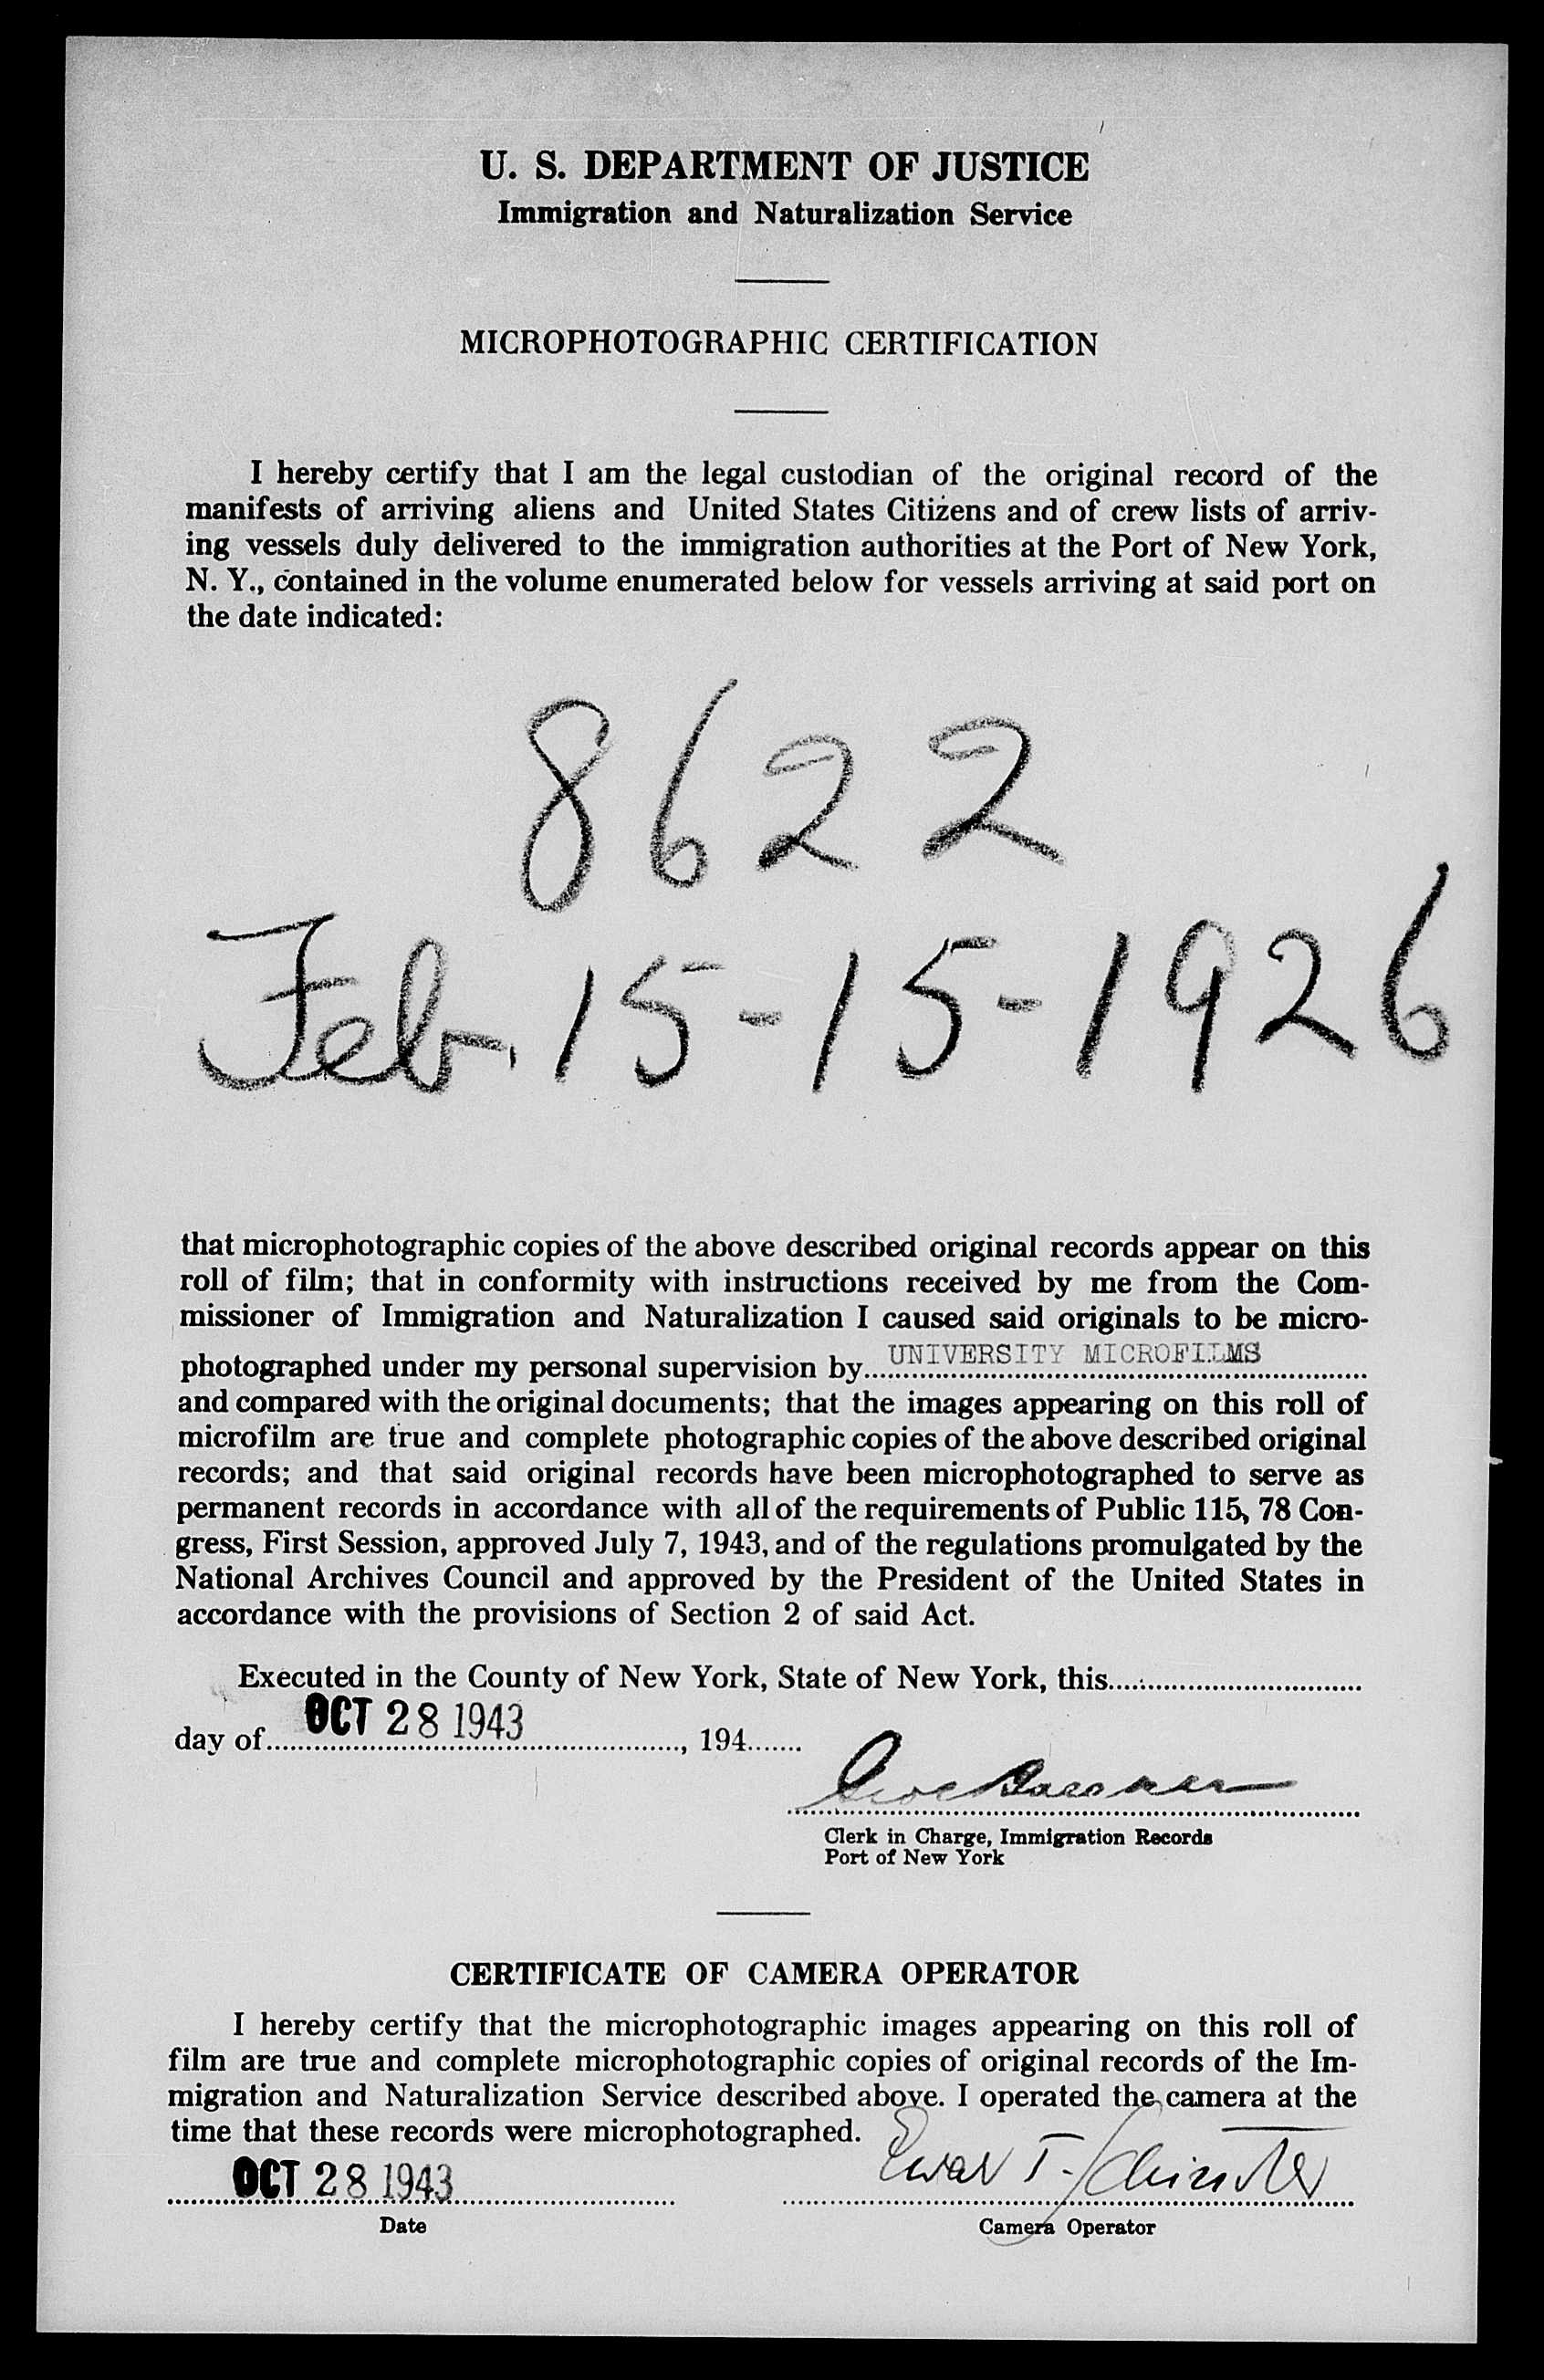 U. S. DEPARTMENT OF JUSTICE
Immigration and Naturalization Service
MICROPHOTOGRAPHIC CERTIFICATION
I hereby certify that I am the legal custodian of the original record of the
manifests of arriving aliens and United States Citizens and of crew lists of arriv-
ing vessels duly delivered to the immigration authorities at the Port of New York,
N. Y., contained in the volume enumerated below for vessels arriving at said port on
the date indicated:
8622
Feb. 15-15-1926
that microphotographic copies of the above described original records appear on this
roll of film; that in conformity with instructions received by me from the Com-
missioner of Immigration and Naturalization I caused said originals to be micro-
photographed under my personal supervision by UNIVERSITY MICROFILMS
and compared with the original documents; that the images appearing on this roll of
microfilm are true and complete photographic copies of the above described original
records; and that said original records have been microphotographed to serve as
permanent records in accordance with all of the requirements of Public 115, 78 Con-
gress, First Session, approved July 7, 1943, and of the regulations promulgated by the
National Archives Council and approved by the President of the United States in
accordance with the provisions of Section 2 of said Act.
Executed in the County of New York, State of New York, this
day of OCT 28 1943, 194
Clerk in Charge, Immigration Records
Port of New York
CERTIFICATE OF CAMERA OPERATOR
I hereby certify that the microphotographic images appearing on this roll of
film are true and complete microphotographic copies of original records of the Im-
migration and Naturalization Service described above. I operated the camera at the
time that these records were microphotographed.
OCT 28 1943
Date
Camera Operator